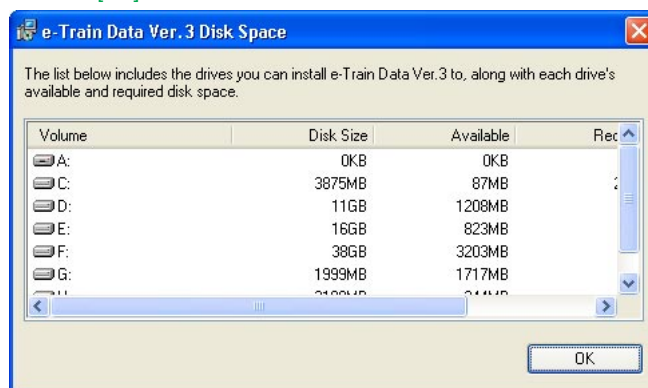 e-Train Data Ver.3 Disk Space
The list below includes the drives you can install e-Train Data Ver.3 to, along with each drive's
available and required disk space.
Volume Disk Size Available
A: 0KB 0KB
C: 3875MB 87MB
D: 11GB 1208MB
E: 16GB 823MB
F: 38GB 3203MB
G: 1999MB 1717MB
OK